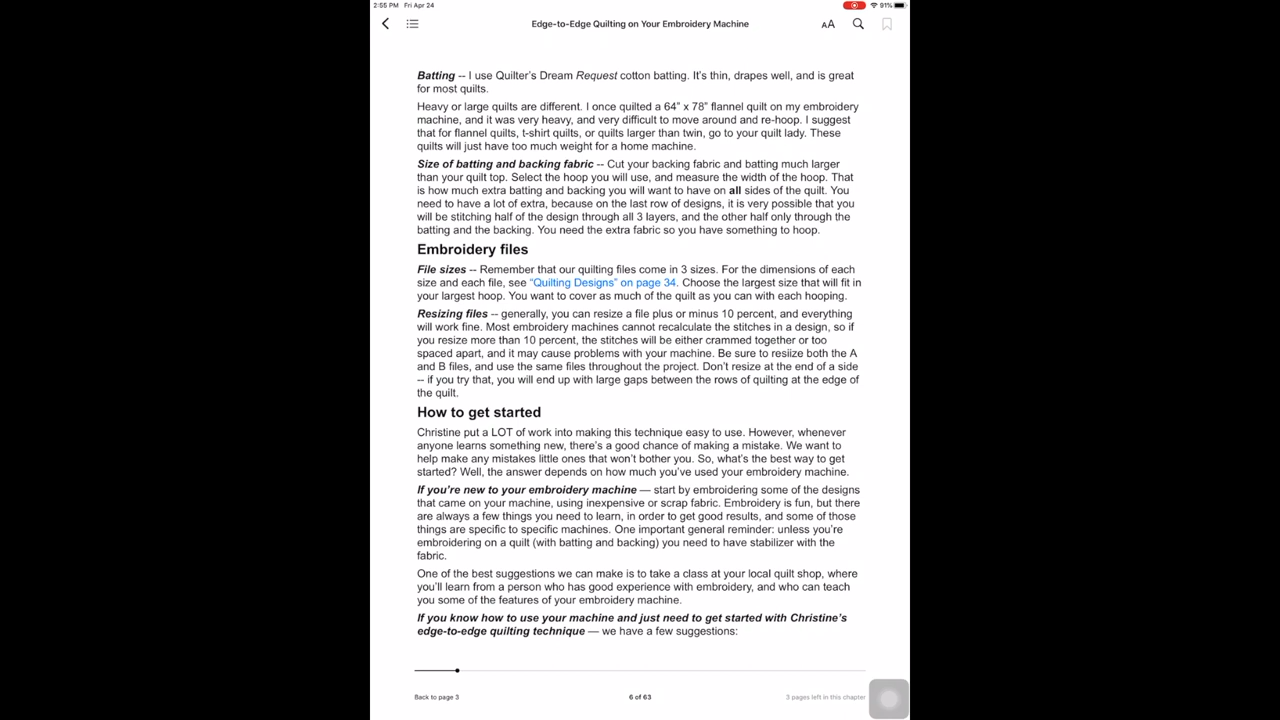 2:55 PM Fri Apr 24
91%
Edge-to-Edge Quilting on Your Embroidery Machine
AA
Batting -- I use Quilter's Dream Request cotton batting. It's thin, drapes well, and is great
for most quilts.
Heavy or large quilts are different. I once quilted a 64" x 78" flannel quilt on my embroidery
machine, and it was very heavy, and very difficult to move around and re-hoop. I suggest
that for flannel quilts, t-shirt quilts, or quilts larger than twin, go to your quilt lady. These
quilts will just have too much weight for a home machine.
Size of batting and backing fabric -- Cut your backing fabric and batting much larger
than your quilt top. Select the hoop you will use, and measure the width of the hoop. That
is how much extra batting and backing you will want to have on all sides of the quilt. You
need to have a lot of extra, because on the last row of designs, it is very possible that you
will be stitching half of the design through all 3 layers, and the other half only through the
batting and the backing. You need the extra fabric so you have something to hoop.
Embroidery files
File sizes -- Remember that our quilting files come in 3 sizes. For the dimensions of each
size and each file, see "Quilting Designs" on page 34. Choose the largest size that will fit in
your largest hoop. You want to cover as much of the quilt as you can with each hooping.
Resizing files -- generally, you can resize a file plus or minus 10 percent, and everything
will work fine. Most embroidery machines cannot recalculate the stitches in a design, so if
you resize more than 10 percent, the stitches will be either crammed together or too
spaced apart, and it may cause problems with your machine. Be sure to resiize both the A
and B files, and use the same files throughout the project. Don't resize at the end of a side
-- if you try that, you will end up with large gaps between the rows of quilting at the edge of
the quilt.
How to get started
Christine put a LOT of work into making this technique easy to use. However, whenever
anyone learns something new, there's a good chance of making a mistake. We want to
help make any mistakes little ones that won't bother you. So, what's the best way to get
started? Well, the answer depends on how much you've used your embroidery machine.
If you're new to your embroidery machine — start by embroidering some of the designs
that came on your machine, using inexpensive or scrap fabric. Embroidery is fun, but there
are always a few things you need to learn, in order to get good results, and some of those
things are specific to specific machines. One important general reminder: unless you're
embroidering on a quilt (with batting and backing) you need to have stabilizer with the
fabric.
One of the best suggestions we can make is to take a class at your local quilt shop, where
you'll learn from a person who has good experience with embroidery, and who can teach
you some of the features of your embroidery machine.
If you know how to use your machine and just need to get started with Christine's
edge-to-edge quilting technique — we have a few suggestions:
Back to page 3
6 of 63
3 pages left in this chapter